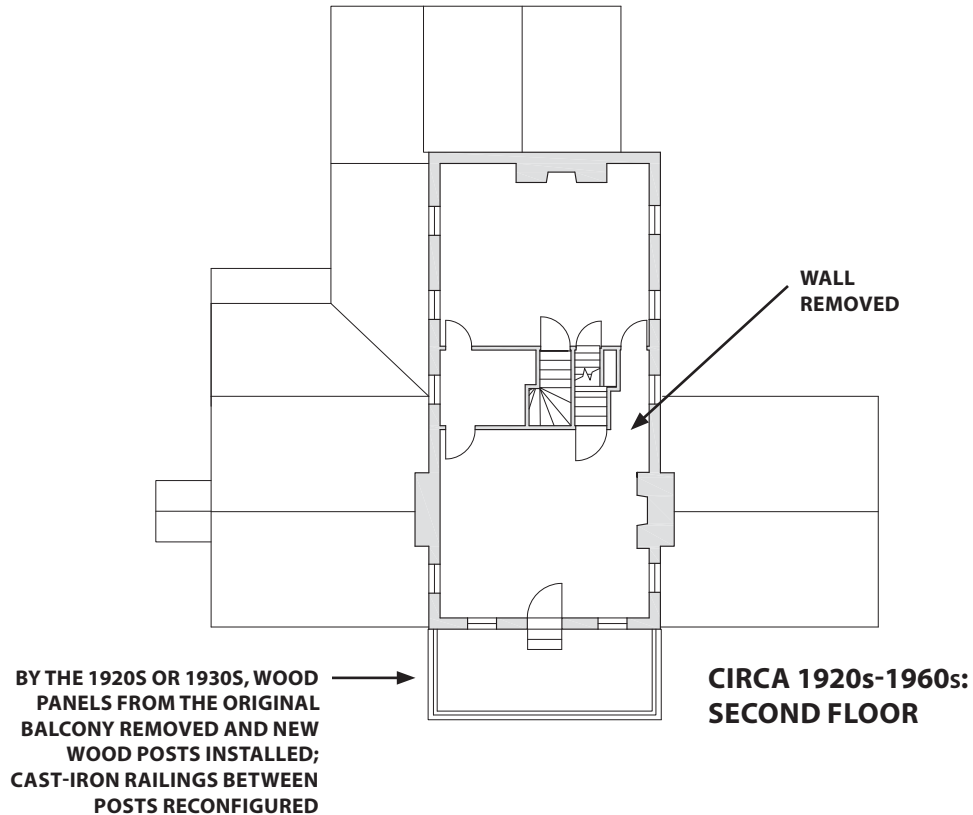 WALL
REMOVED
BY THE 1920S OR 1930S, WOOD
PANELS FROM THE ORIGINAL
BALCONY REMOVED AND NEW
WOOD POSTS INSTALLED;
CAST-IRON RAILINGS BETWEEN
POSTS RECONFIGURED
CIRCA 1920s-1960s:
SECOND FLOOR